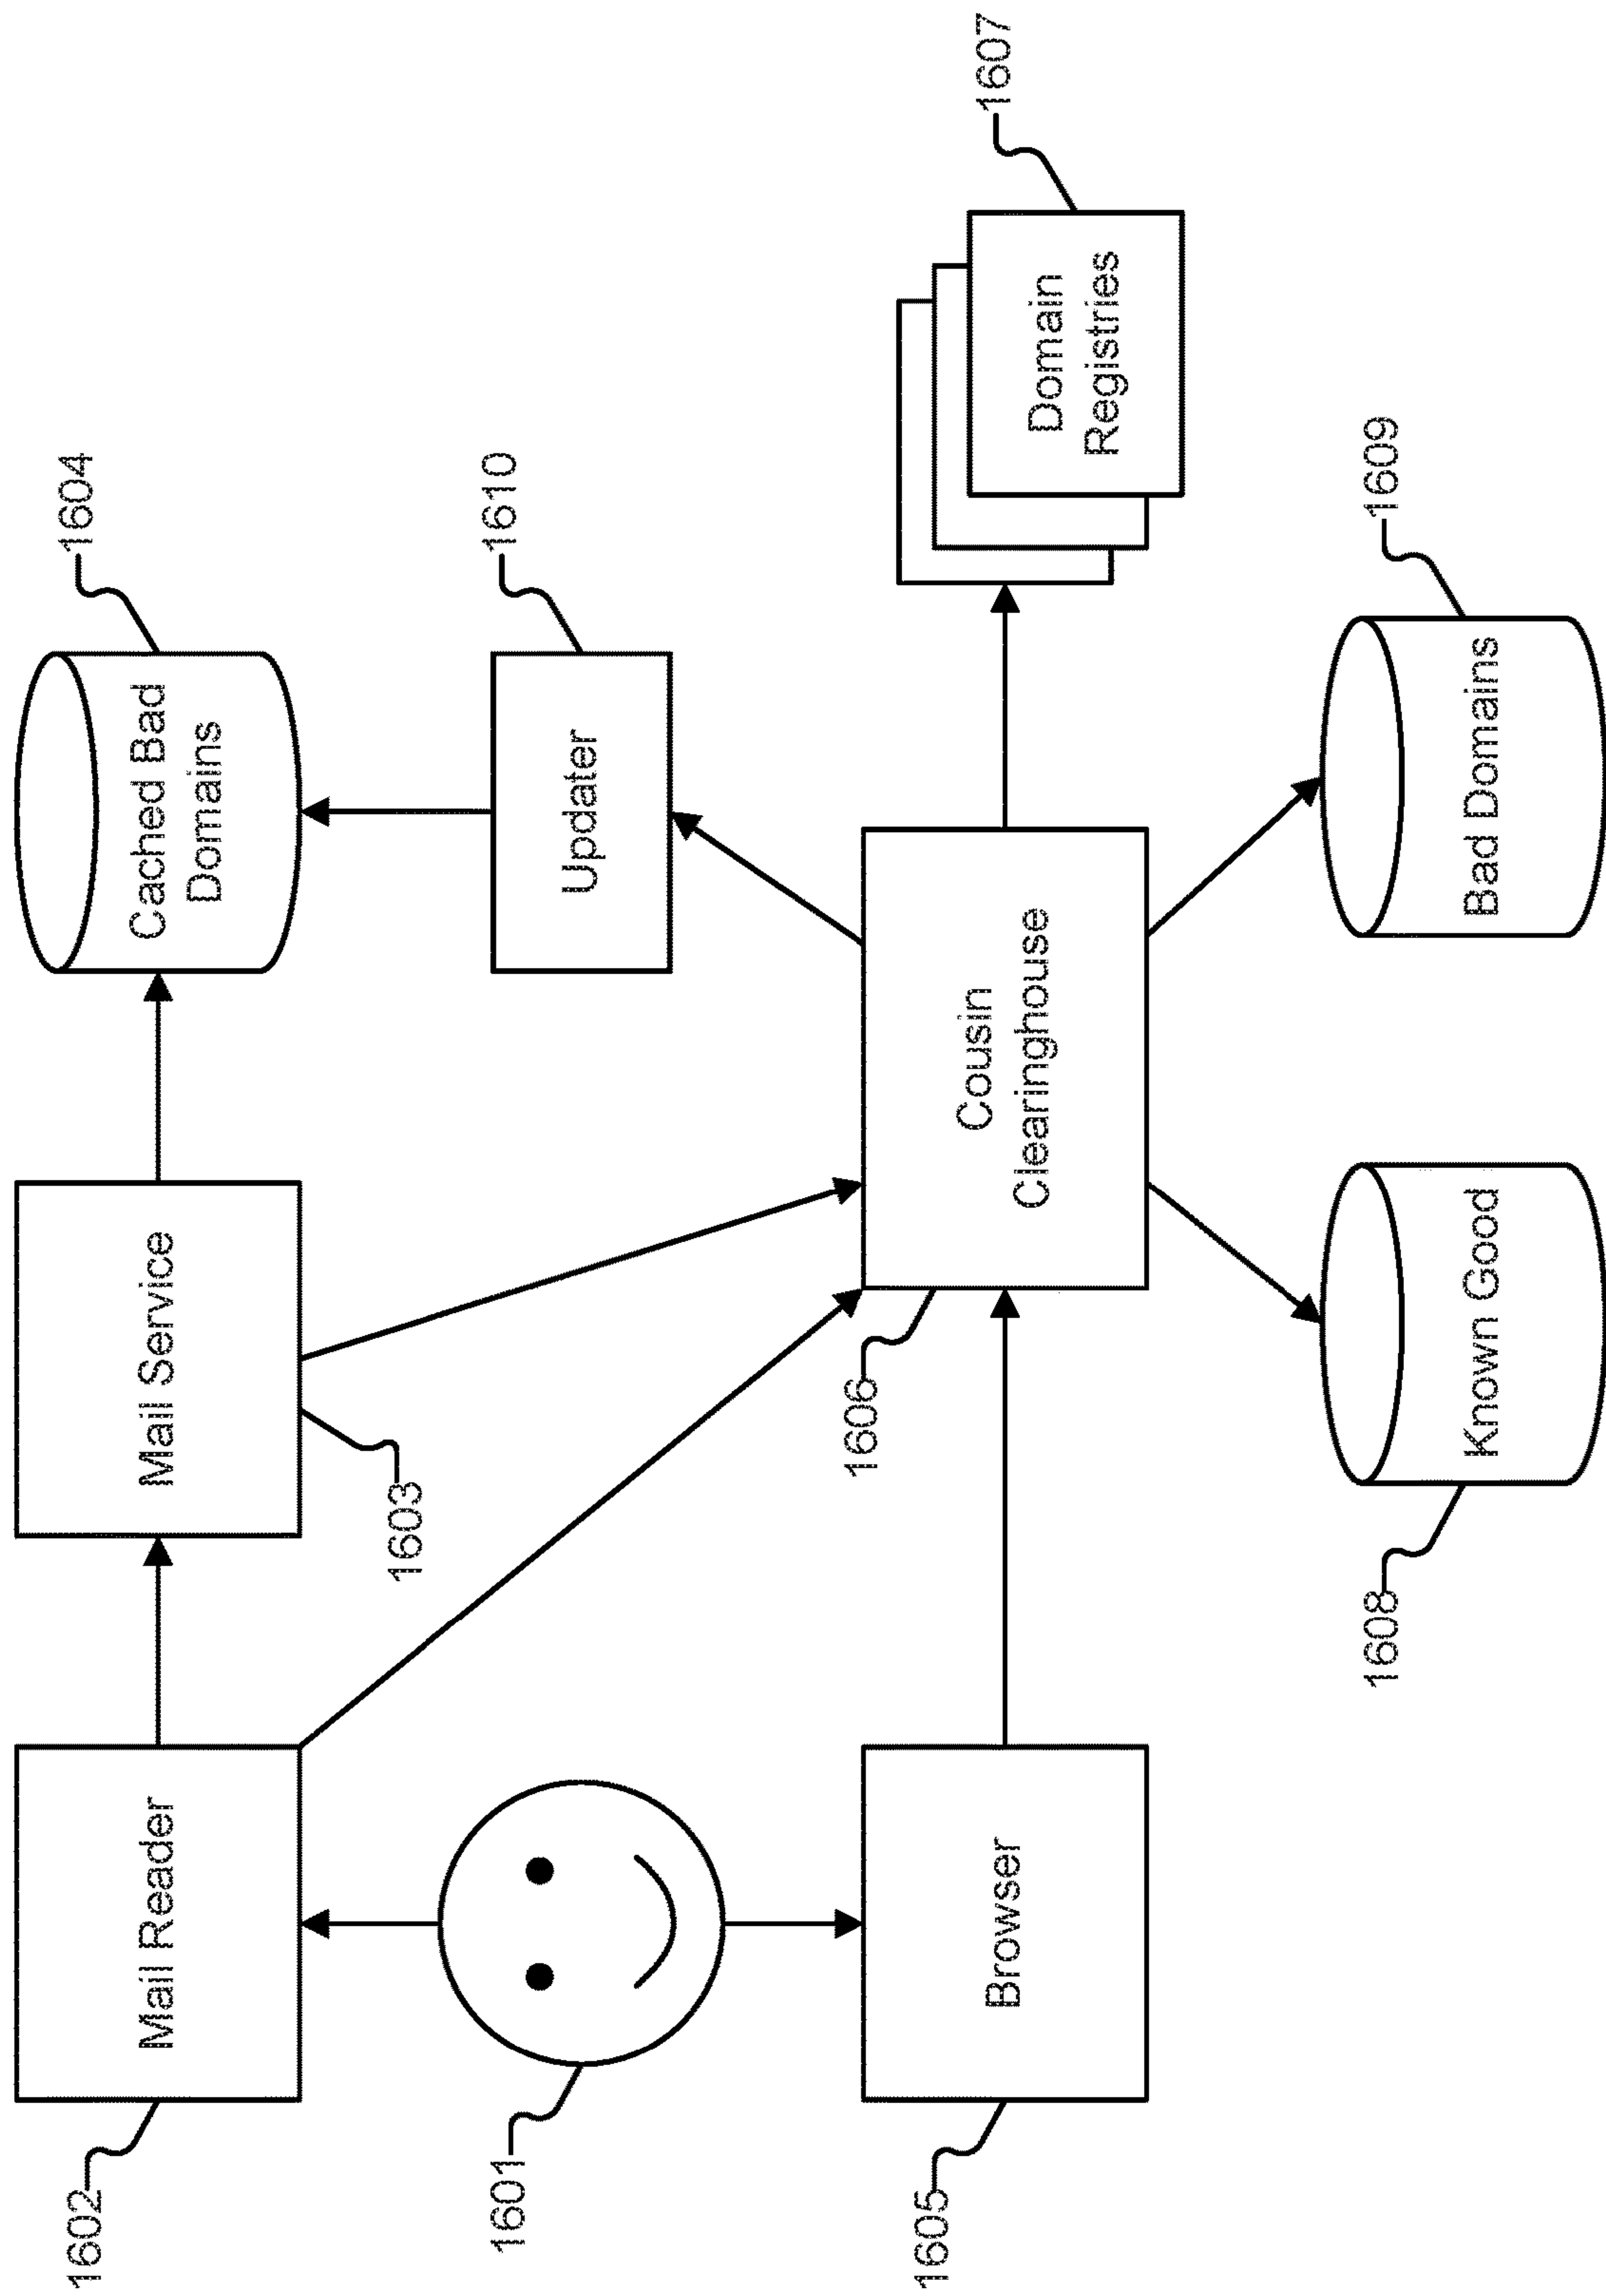 1602
Mail Reader
Mail Service
1603
Cached Bad
Domains
1604
1601
Updater
1610
1605
Browser
1606
Cousin
Clearinghouse
Domain
Registries
1607
1608
Known Good
Bad Domains
1609